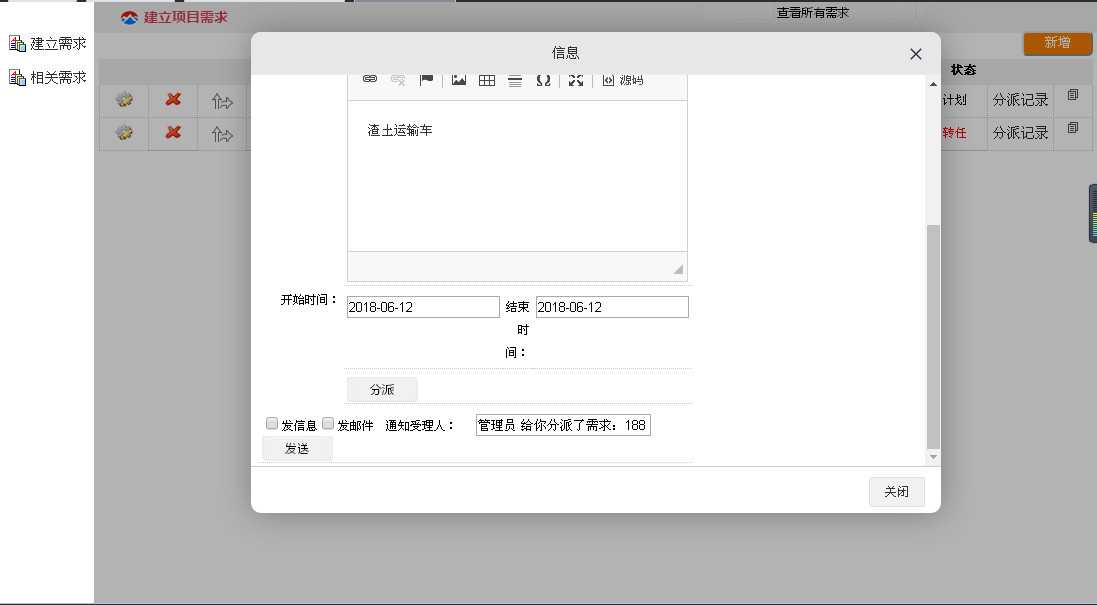 建立项目需求
查看所有需求
建立需求
相关需求
新增
状态
计划
分派记录
转任
分派记录
信息
源码
渣土运输车
开始时间：
2018-06-12
结束
时
间：
2018-06-12
分派
发信息
发邮件
通知受理人：
管理员 给你分派了需求：188
发送
关闭